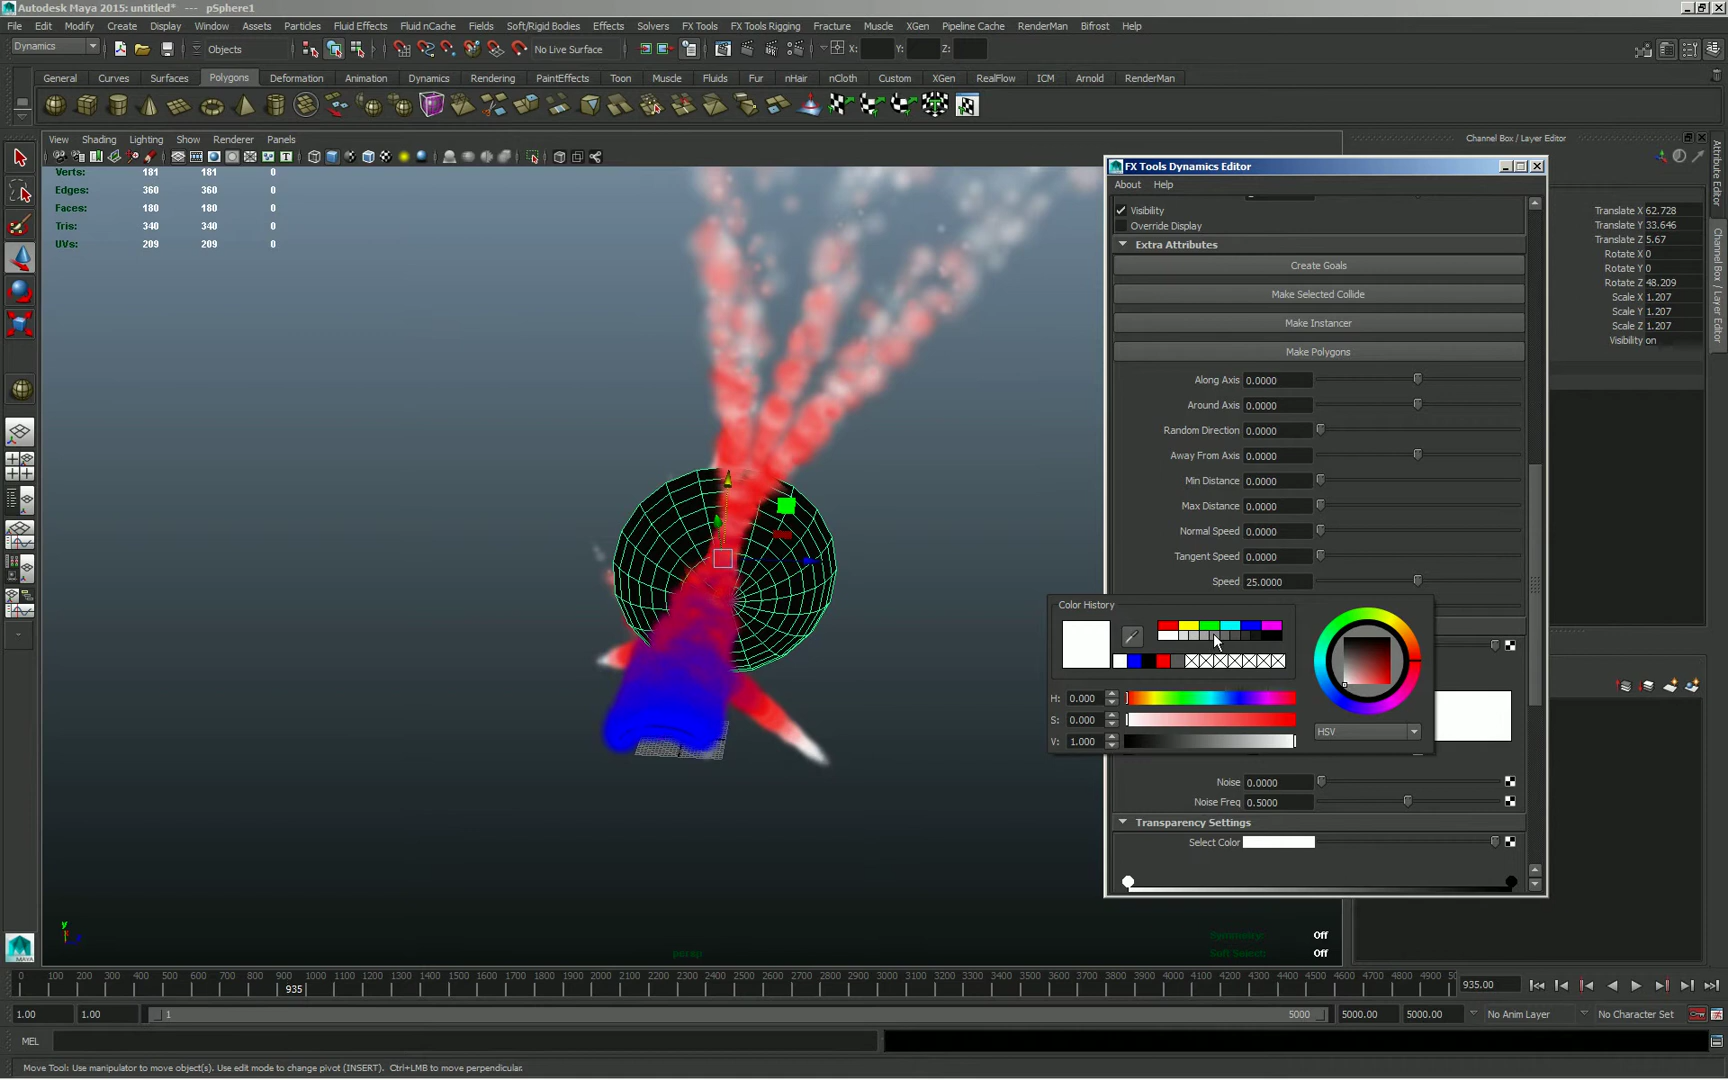 Autodesk Maya 2015: untitled* --- pSphere1
File Edit Modify Create Display Window Assets Particles Fluid Effects Fluid nCache Fields Soft/Rigid Bodies Effects Solvers FX Tools FX Tools Rigging Fracture Muscle XGen Pipeline Cache RenderMan Bifrost Help
Dynamics Objects No Live Surface X: Y: Z:
General Curves Surfaces Polygons Deformation Animation Dynamics Rendering PaintEffects Toon Muscle Fluids Fur nHair nCloth Custom XGen RealFlow ICM Arnold RenderMan
View Shading Lighting Show Renderer Panels
Channel Box / Layer Editor
Verts: 181 181 0
Edges: 360 360 0
Faces: 180 180 0
Tris: 340 340 0
UVs: 209 209 0
FX Tools Dynamics Editor
About Help
Visibility
Override Display
Extra Attributes
Create Goals
Make Selected Collide
Make Instancer
Make Polygons
Along Axis 0.0000
Around Axis 0.0000
Random Direction 0.0000
Away From Axis 0.0000
Min Distance 0.0000
Max Distance 0.0000
Normal Speed 0.0000
Tangent Speed 0.0000
Speed 25.0000
Color History
H: 0.000
S: 0.000
V: 1.000
HSV
Noise 0.0000
Noise Freq 0.5000
Transparency Settings
Select Color
Translate X 62.728
Translate Y 33.646
Translate Z 5.67
Rotate X 0
Rotate Y 0
Rotate Z 48.209
Scale X 1.207
Scale Y 1.207
Scale Z 1.207
Visibility on
Attribute Editor
Channel Box / Layer Editor
y
persp
Symmetry: Off
Soft Select: Off
0 100 200 300 400 500 600 700 800 900 1000 1100 1200 1300 1400 1500 1600 1700 1800 1900 2000 2100 2200 2300 2400 2500 2600 2700 2800 2900 3000 3100 3200 3300 3400 3500 3600 3700 3800 3900 4000 4100 4200 4300 4400 4500 4600 4700 4800 4900 50
935 935.00
1.00 1.00 1 5000 5000.00 5000.00 No Anim Layer No Character Set
MEL
MAYA
Move Tool: Use manipulator to move object(s). Use edit mode to change pivot (INSERT). Ctrl+LMB to move perpendicular.